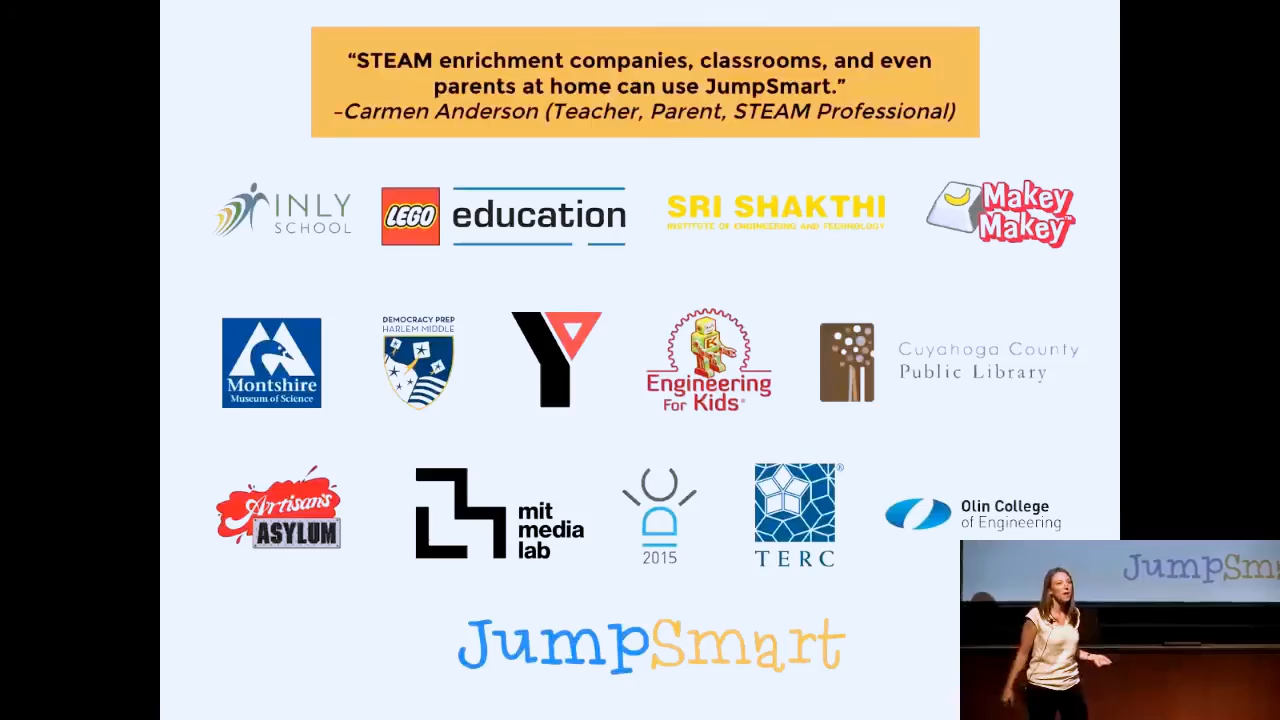 “STEAM enrichment companies, classrooms, and even
parents at home can use JumpSmart.”
–Carmen Anderson (Teacher, Parent, STEAM Professional)
INLY
SCHOOL
LEGO education
SRI SHAKTHI
INSTITUTE OF ENGINEERING AND TECHNOLOGY
Makey
Makey™
Montshire
Museum of Science
DEMOCRACY PREP
HARLEM MIDDLE
Y
Engineering
For Kids®
Cuyahoga County
Public Library
Artisan's
ASYLUM
mit
media
lab
IDC
2015
®
TERC
Olin College
of Engineering
JumpSmart
JumpSm